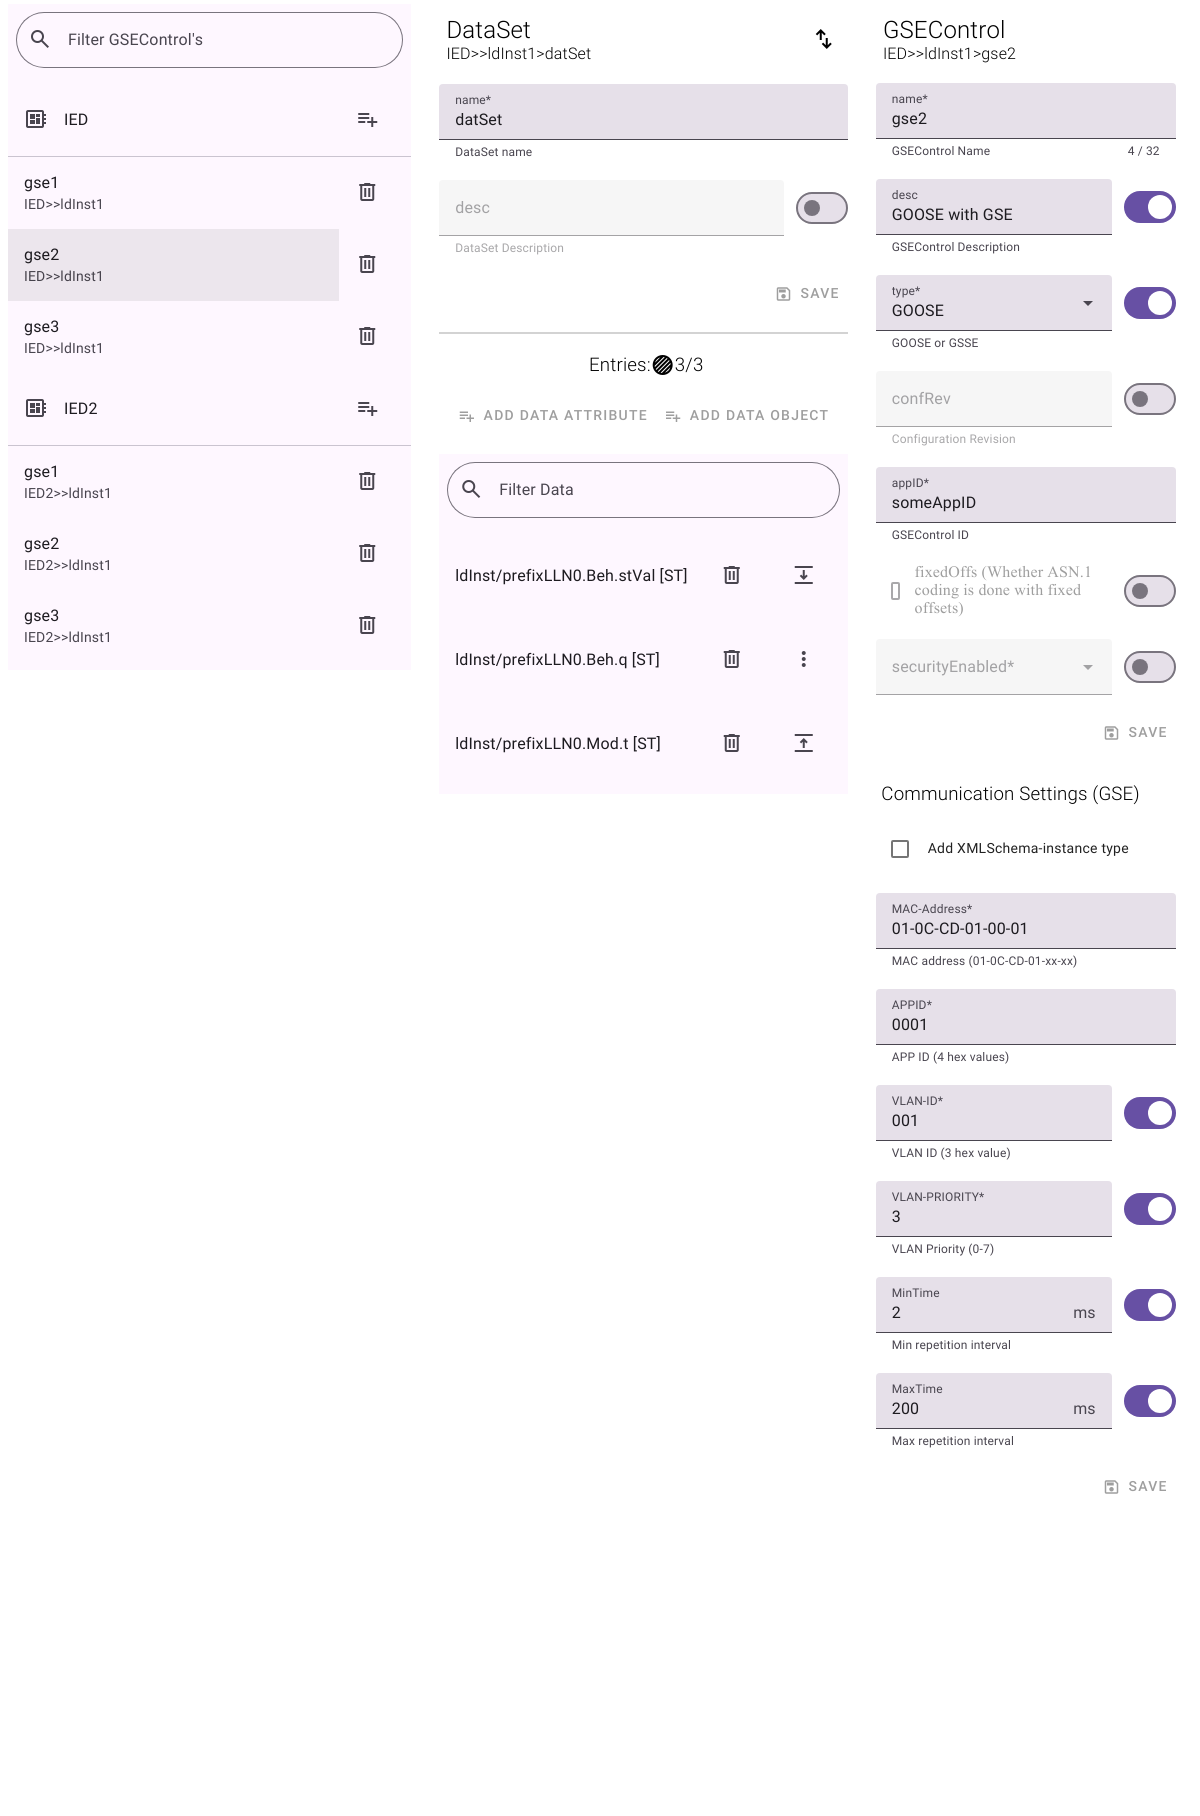 Filter GSEControl's
IED
gse1
IED>>ldInst1
gse2
IED>>ldInst1
gse3
IED>>ldInst1
IED2
gse1
IED2>>ldInst1
gse2
IED2>>ldInst1
gse3
IED2>>ldInst1
DataSet
IED>>ldInst1>datSet
name*
datSet
DataSet name
desc
DataSet Description
SAVE
Entries: 3/3
ADD DATA ATTRIBUTE ADD DATA OBJECT
Filter Data
ldInst/prefixLLN0.Beh.stVal [ST]
ldInst/prefixLLN0.Beh.q [ST]
ldInst/prefixLLN0.Mod.t [ST]
GSEControl
IED>>ldInst1>gse2
name*
gse2
GSEControl Name 4 / 32
desc
GOOSE with GSE
GSEControl Description
type*
GOOSE
GOOSE or GSSE
confRev
Configuration Revision
appID*
someAppID
GSEControl ID
fixedOffs (Whether ASN.1
coding is done with fixed
offsets)
securityEnabled*
SAVE
Communication Settings (GSE)
Add XMLSchema-instance type
MAC-Address*
01-0C-CD-01-00-01
MAC address (01-0C-CD-01-xx-xx)
APPID*
0001
APP ID (4 hex values)
VLAN-ID*
001
VLAN ID (3 hex value)
VLAN-PRIORITY*
3
VLAN Priority (0-7)
MinTime
2 ms
Min repetition interval
MaxTime
200 ms
Max repetition interval
SAVE